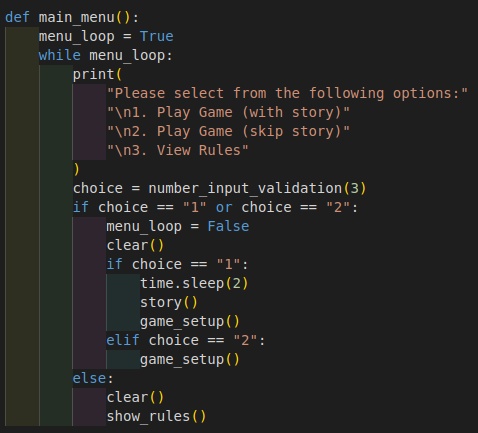 def main_menu():
    menu_loop = True
    while menu_loop:
        print(
            "Please select from the following options:"
            "\n1. Play Game (with story)"
            "\n2. Play Game (skip story)"
            "\n3. View Rules"
        )
        choice = number_input_validation(3)
        if choice == "1" or choice == "2":
            menu_loop = False
            clear()
            if choice == "1":
                time.sleep(2)
                story()
                game_setup()
            elif choice == "2":
                game_setup()
        else:
            clear()
            show_rules()